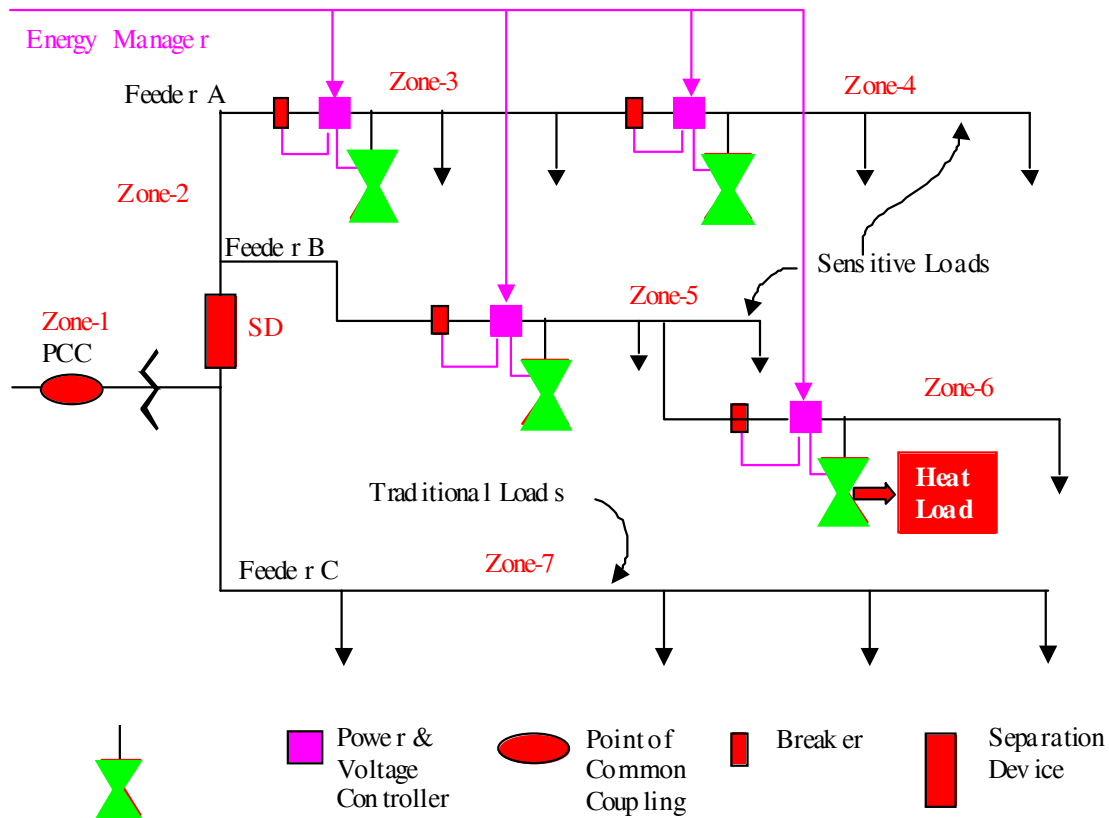 Energy Manager
Feeder A
Zone-3
Zone-4
Zone-2
Feeder B
Sensitive Loads
Zone-5
Zone-1
PCC
SD
Zone-6
Heat
Load
Traditional Loads
Feeder C
Zone-7
Power &
Voltage
Controller
Point of
Common
Coupling
Breaker
Separation
Device